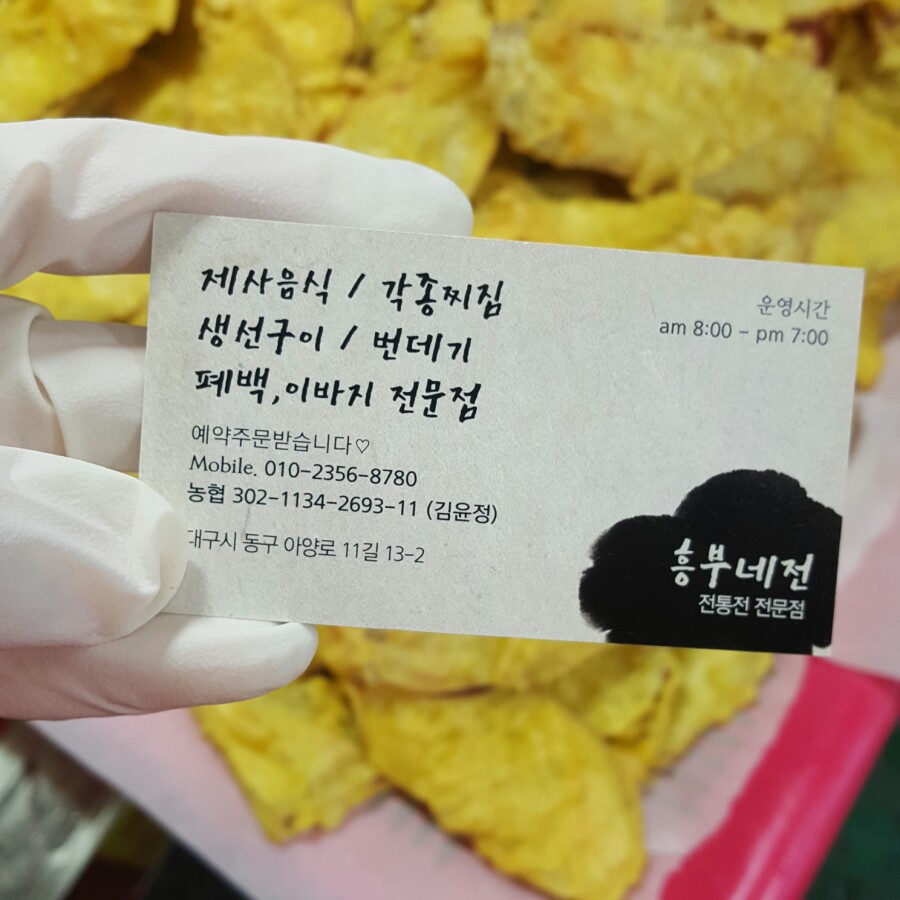 제사음식 / 각종찌짐
생선구이 / 번데기
폐백,이바지 전문점
예약주문받습니다♡
Mobile. 010-2356-8780
농협 302-1134-2693-11 (김윤정)
대구시 동구 아양로 11길 13-2
운영시간
am 8:00 - pm 7:00
흥부네전
전통전 전문점